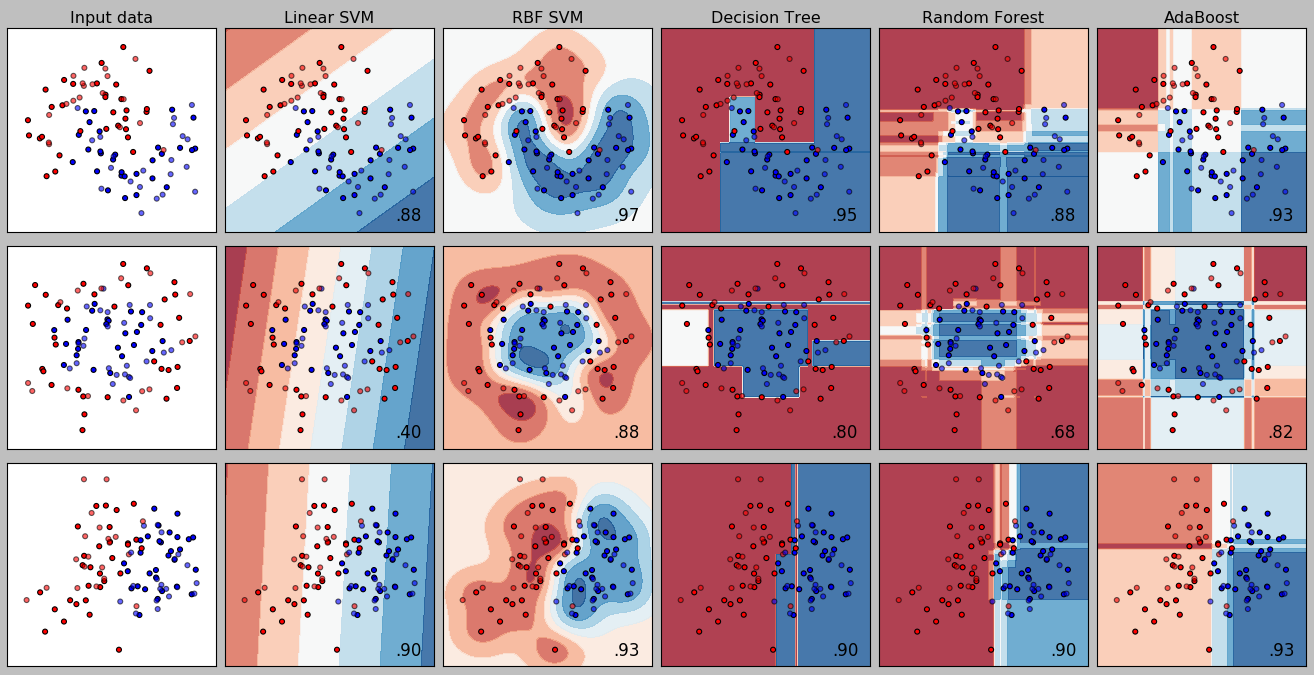 Input data Linear SVM RBF SVM Decision Tree Random Forest AdaBoost
.88 .97 .95 .88 .93
.40 .88 .80 .68 .82
.90 .93 .90 .90 .93